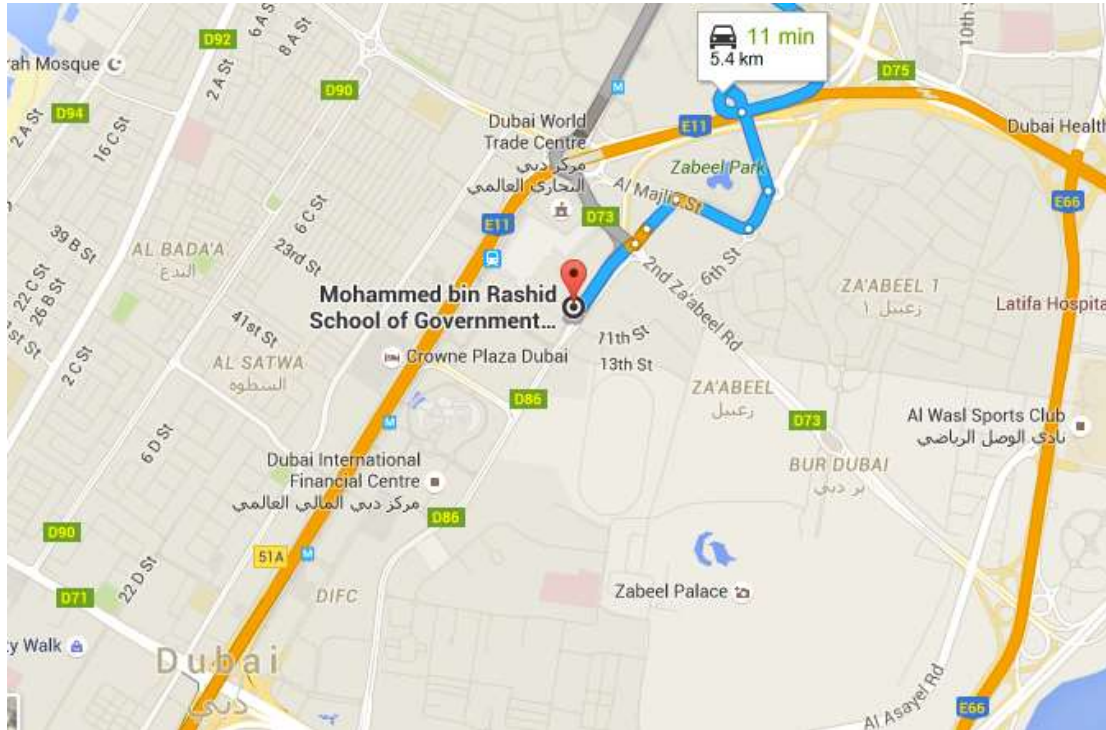 D92
6 A St
8 A St
11 min
5.4 km
10th St
rah Mosque
2 A St
D90
D75
D94
2 A St
16 C St
M
Dubai World
Trade Centre
مركز دبي
التجاري العالمي
E11
Dubai Health
Zabeel Park
Al Majlis St
E66
6 C St
D73
E11
39 B St
AL BADA'A
البدع
23rd St
22 C St
26 B St
2nd Za'abeel Rd
6th St
ZA'ABEEL 1
زعبيل ١
Mohammed bin Rashid
School of Government...
Latifa Hospita
1st St
41st St
11th St
13th St
2 C St
AL SATWA
السطوه
Crowne Plaza Dubai
D86
ZA'ABEEL
زعبيل
D73
Al Wasl Sports Club
نادي الوصل الرياضي
M
6 D St
Dubai International
Financial Centre
مركز دبي المالي العالمي
BUR DUBAI
بر دبي
D86
D90
51A
M
22 D St
D71
DIFC
Zabeel Palace
ty Walk
Dubai
دبي
Al Asayel Rd
E66